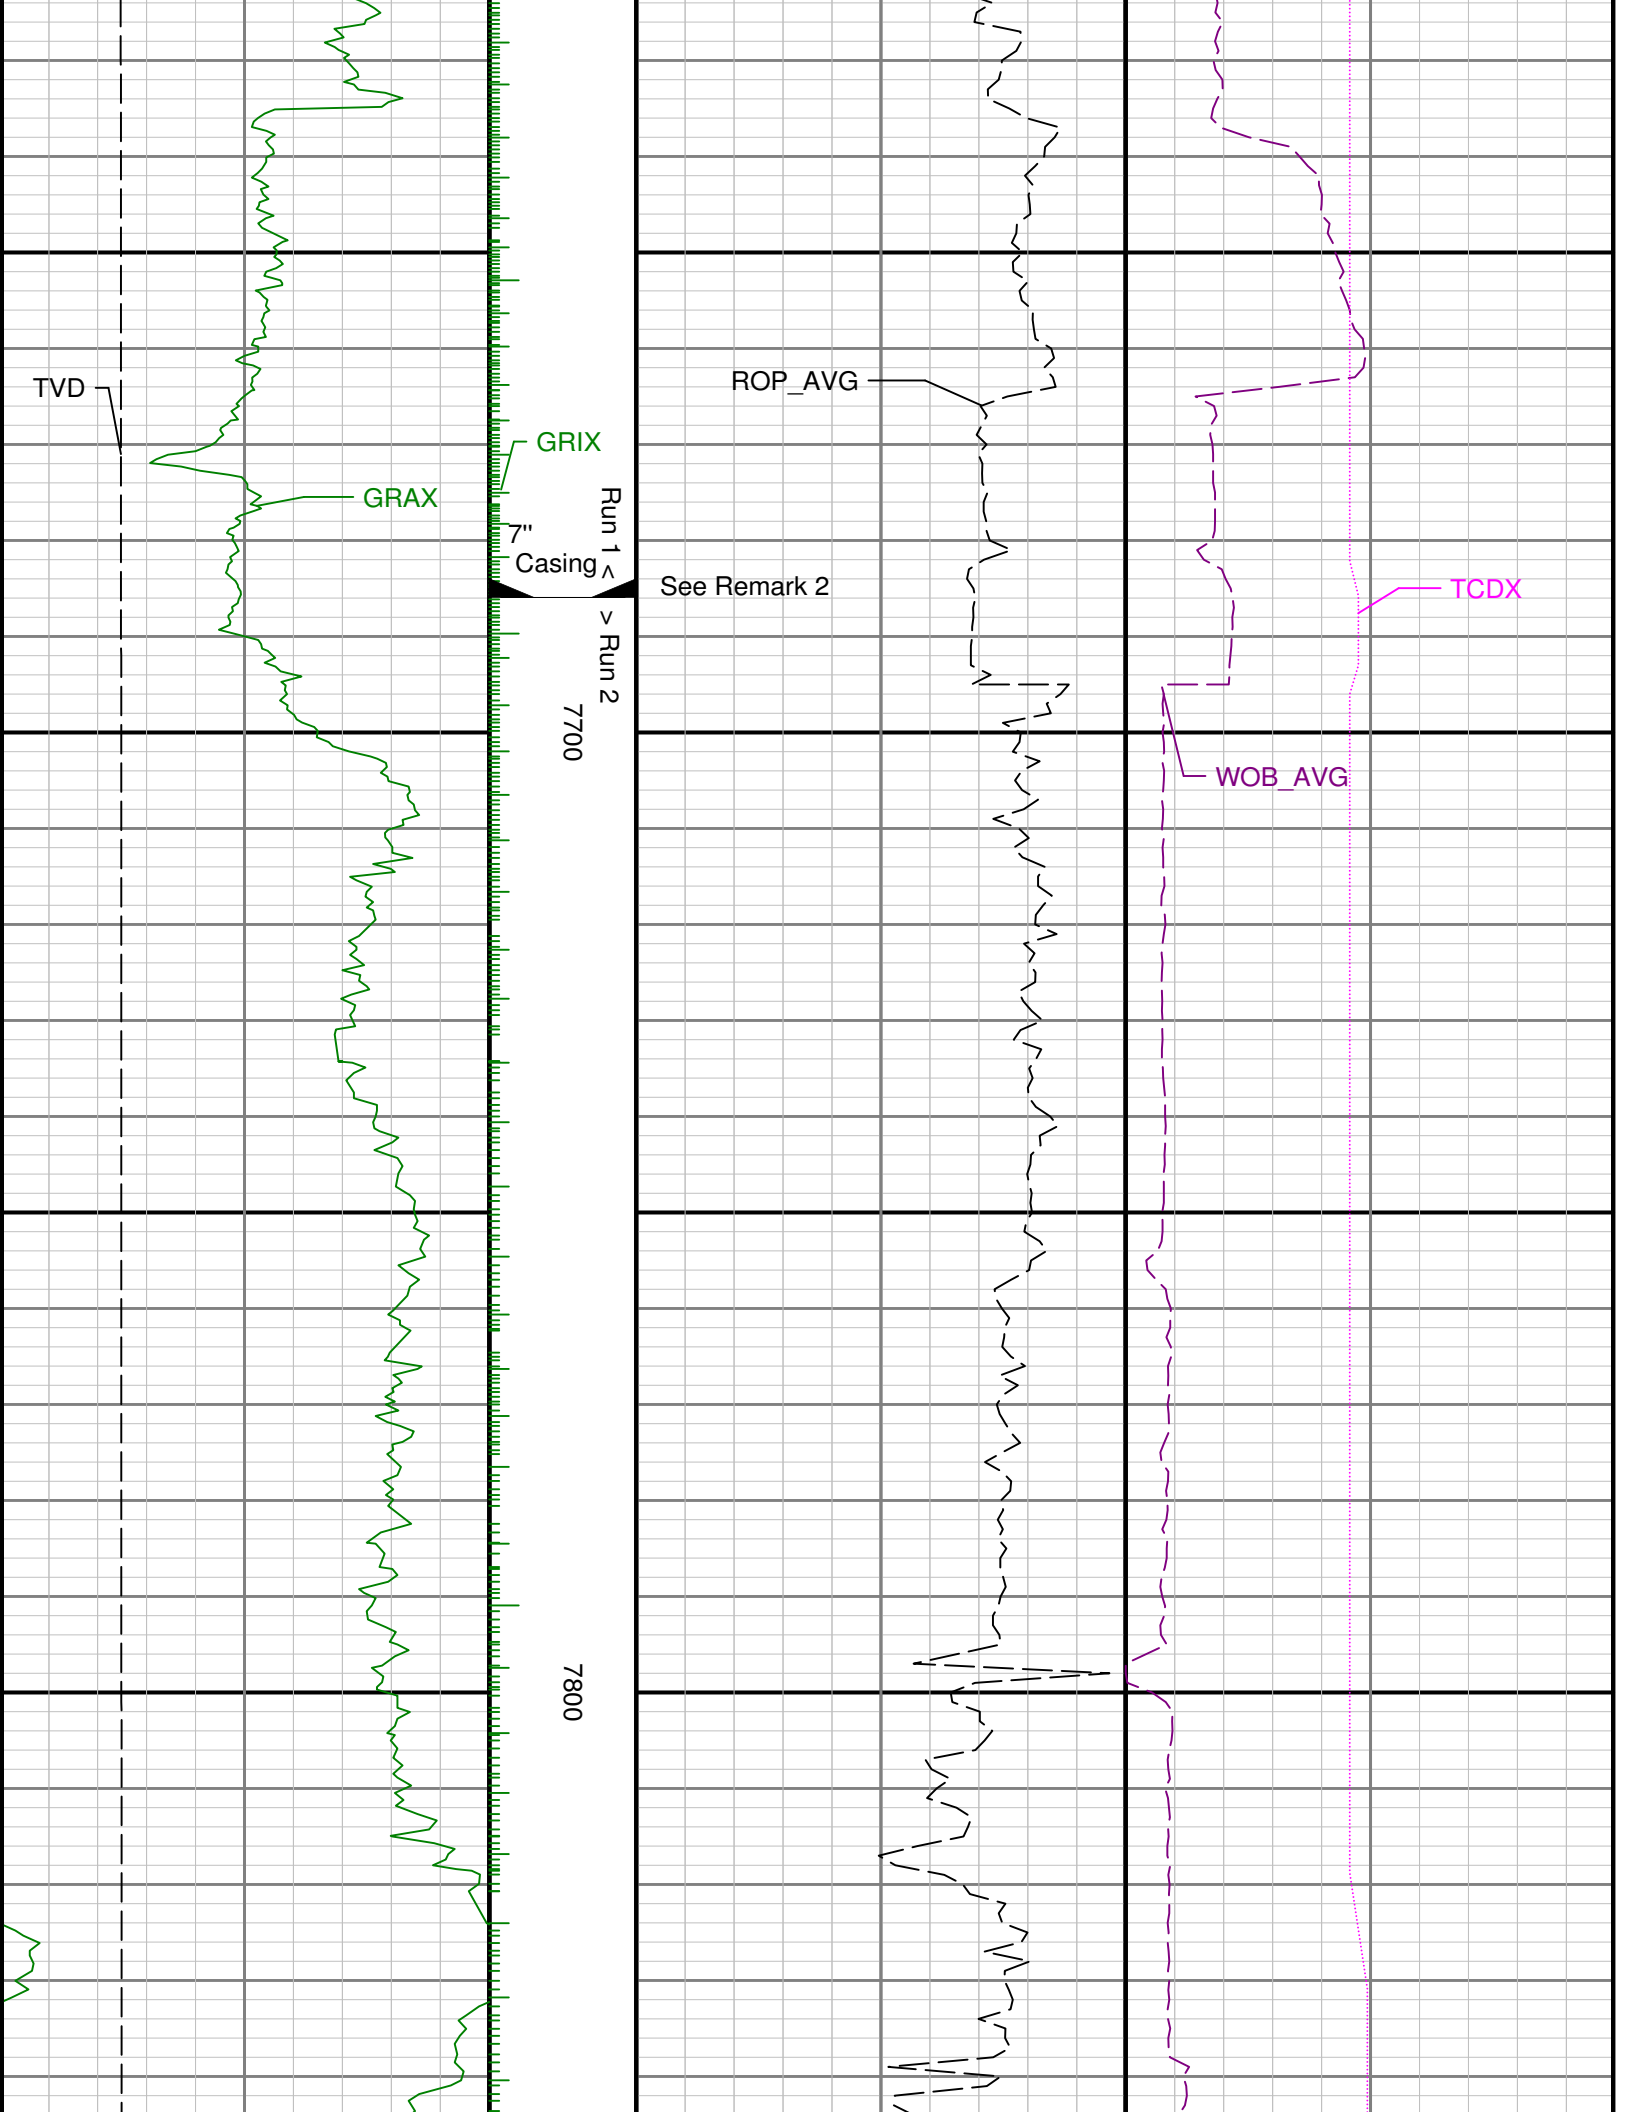 TVD
ROP_AVG
GRIX
GRAX
7"
Casing
Run 1 <
> Run 2
See Remark 2
TCDX
7700
WOB_AVG
7800